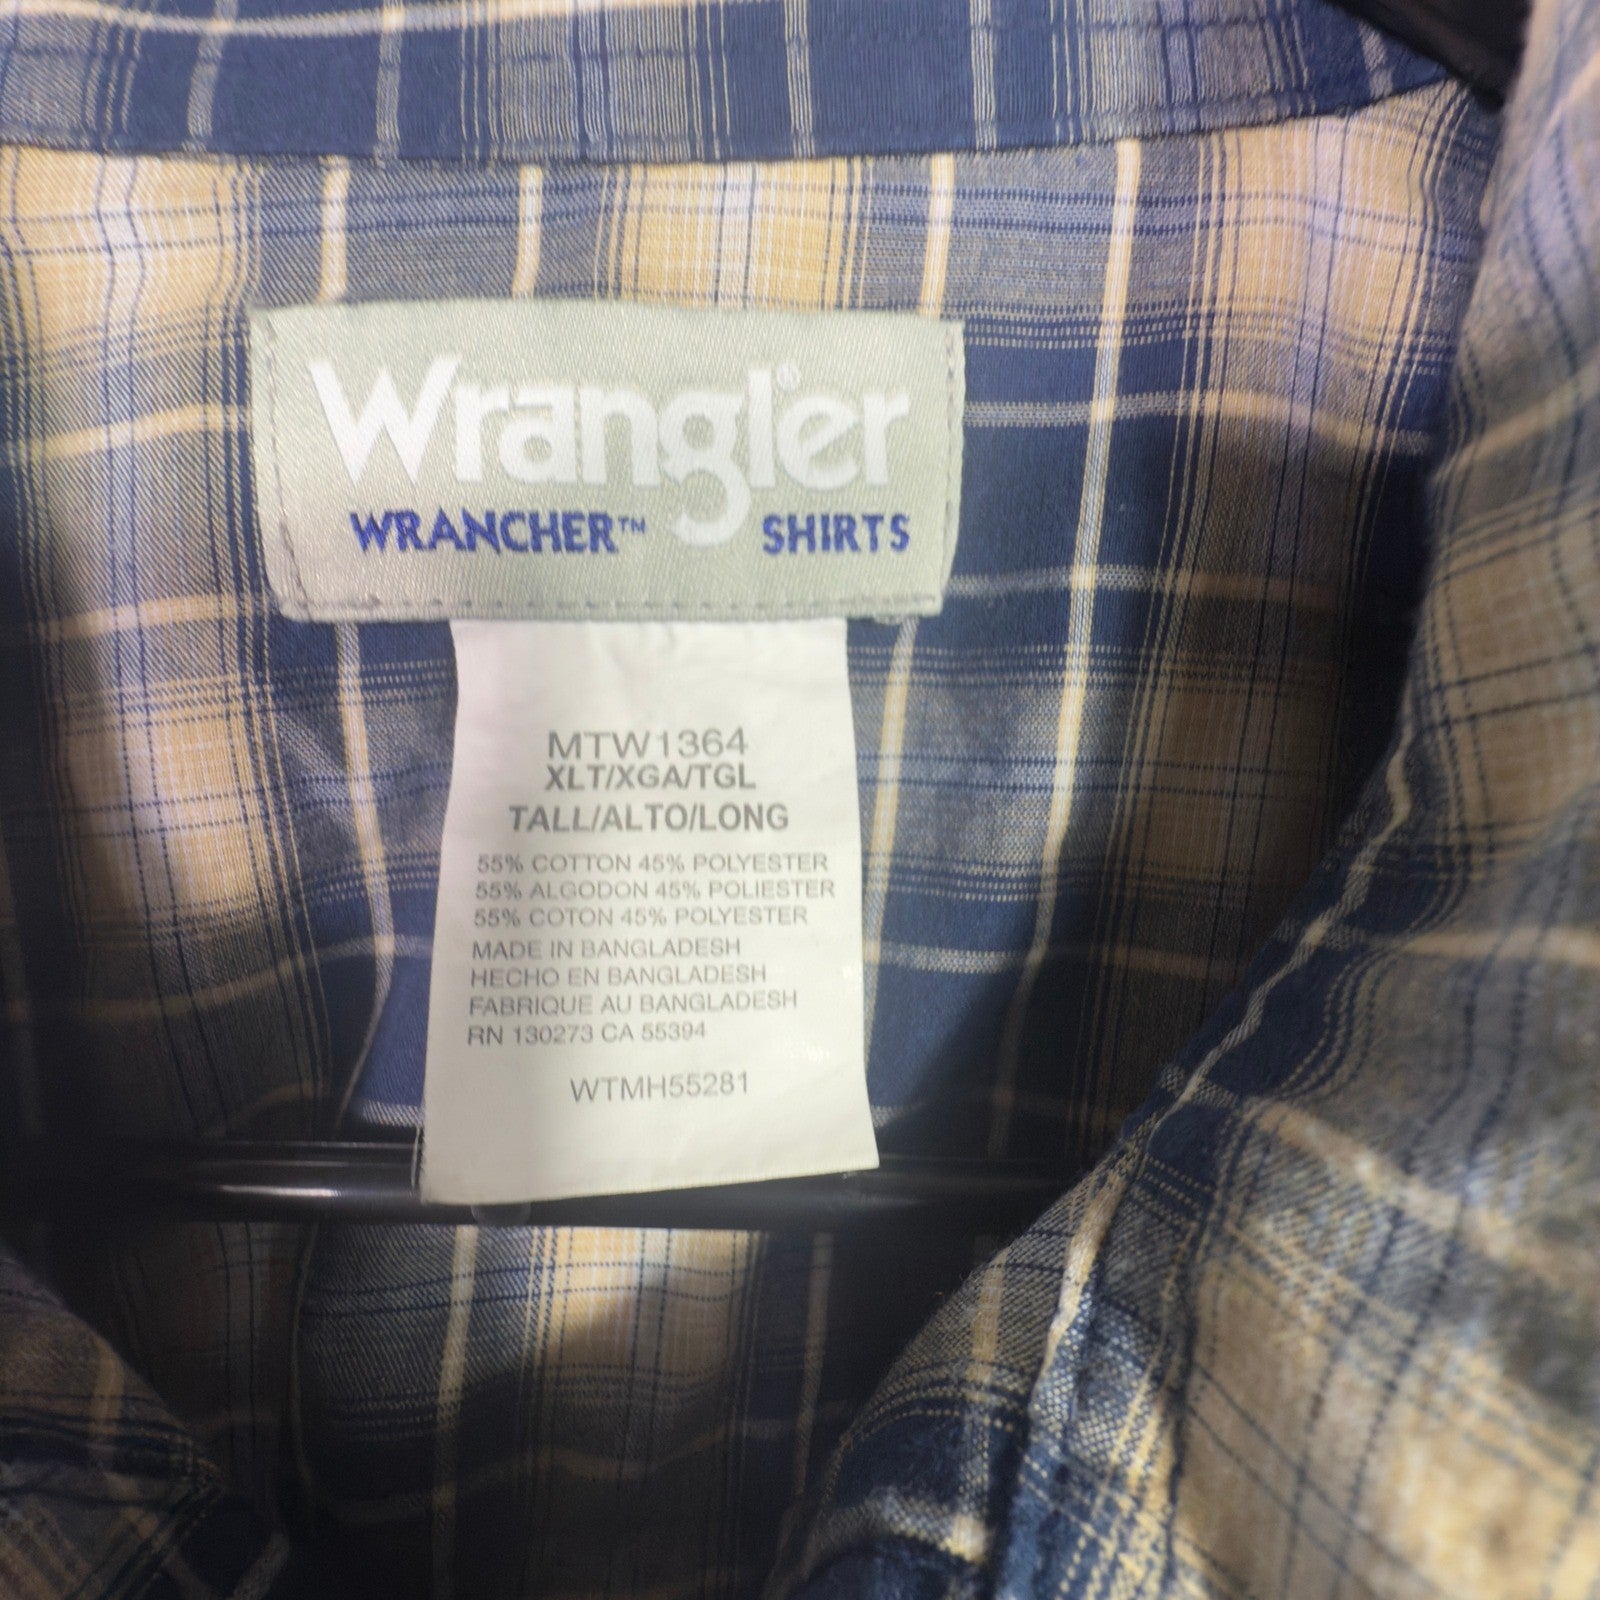 Wrangler®
WRANCHER™ SHIRTS
MTW1364
XLT/XGA/TGL
TALL/ALTO/LONG
55% COTTON 45% POLYESTER
55% ALGODON 45% POLIESTER
55% COTON 45% POLYESTER
MADE IN BANGLADESH
HECHO EN BANGLADESH
FABRIQUE AU BANGLADESH
RN 130273 CA 55394
WTMH55281